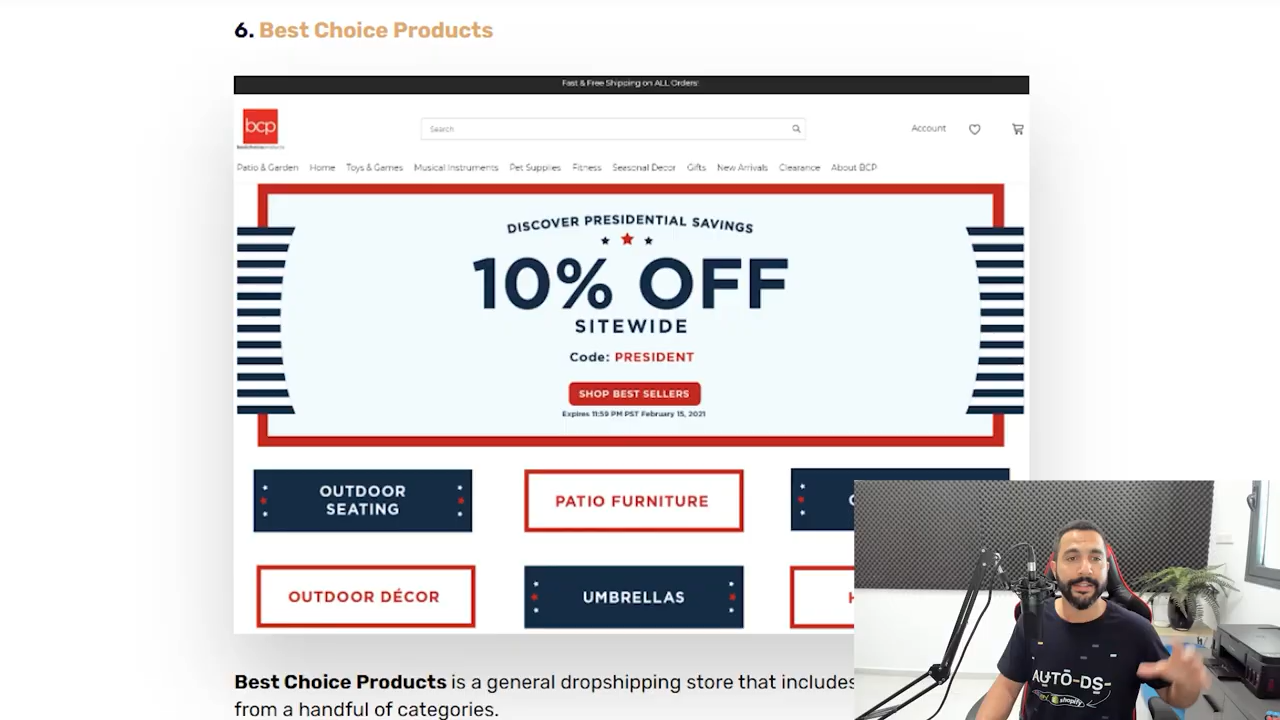 6. Best Choice Products
Fast & Free Shipping on ALL Orders!
bcp
bestchoiceproducts
Search
Account
Patio & Garden Home Toys & Games Musical Instruments Pet Supplies Fitness Seasonal Decor Gifts New Arrivals Clearance About BCP
DISCOVER PRESIDENTIAL SAVINGS
10% OFF
SITEWIDE
Code: PRESIDENT
SHOP BEST SELLERS
Expires 11:59 PM PST February 15, 2021
OUTDOOR
SEATING
PATIO FURNITURE
OUTDOOR DÉCOR
UMBRELLAS
Best Choice Products is a general dropshipping store that includes
from a handful of categories.
AUTO-DS
shopify